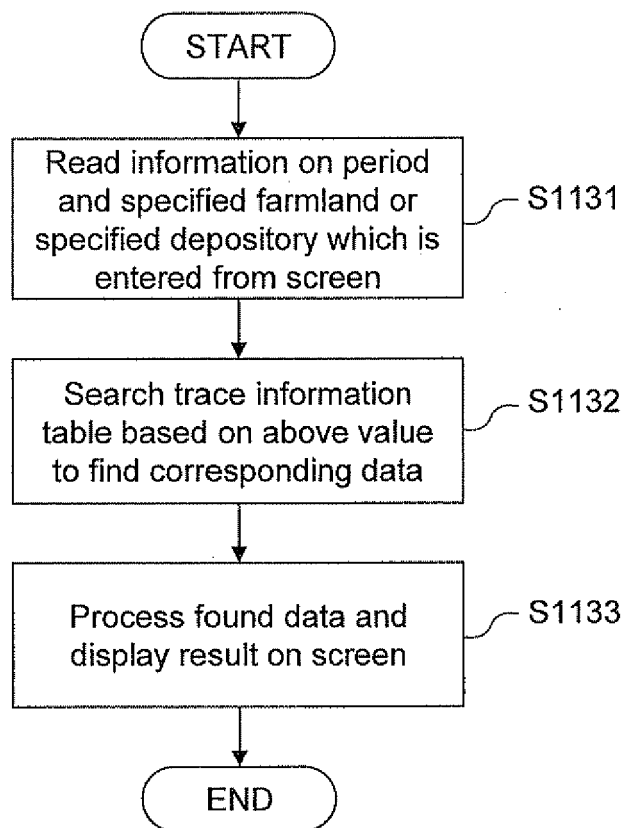 START
Read information on period
and specified farmland or
specified depository which is
entered from screen
S1131
Search trace information
table based on above value
to find corresponding data
S1132
Process found data and
display result on screen
S1133
END